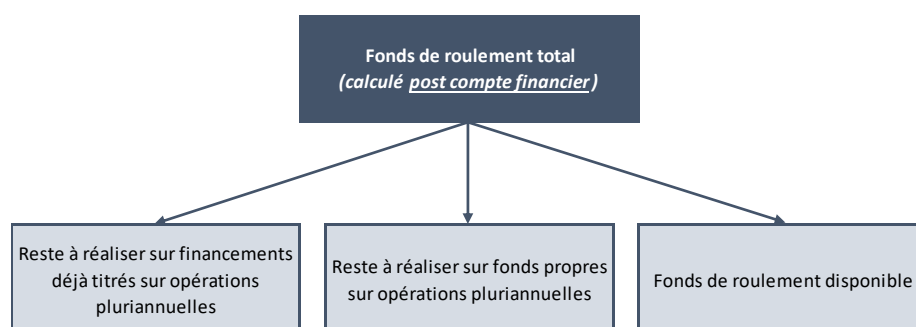 Fonds de roulement total
(calculé post compte financier)
Reste à réaliser sur financements
déjà titrés sur opérations
pluriannuelles
Reste à réaliser sur fonds propres
sur opérations pluriannuelles
Fonds de roulement disponible